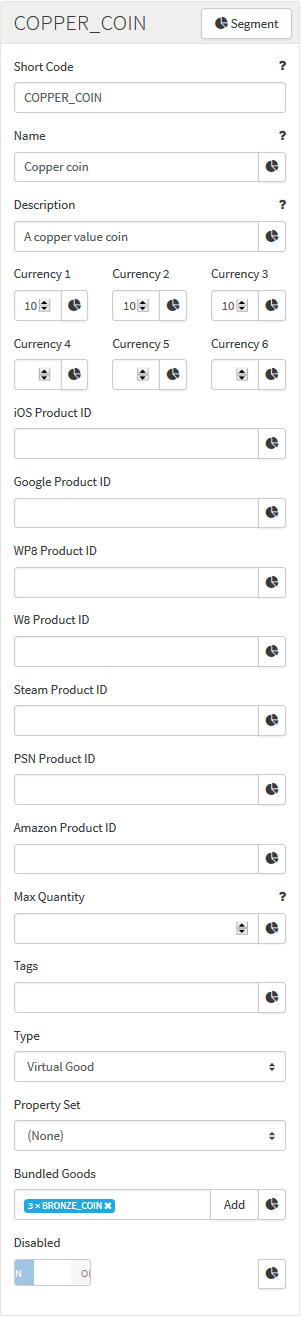 COPPER_COIN Segment
Short Code ?
COPPER_COIN
Name ?
Copper coin
Description ?
A copper value coin
Currency 1 Currency 2 Currency 3
10 10 10
Currency 4 Currency 5 Currency 6
iOS Product ID
Google Product ID
WP8 Product ID
W8 Product ID
Steam Product ID
PSN Product ID
Amazon Product ID
Max Quantity ?
Tags
Type
Virtual Good
Property Set
(None)
Bundled Goods
3 × BRONZE_COIN × Add
Disabled
N O